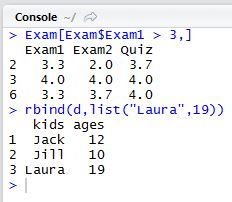 Console ~/
> Exam[Exam$Exam1 > 3,]
  Exam1 Exam2 Quiz
2   3.3   2.0  3.7
3   4.0   4.0  4.0
6   3.3   3.7  4.0
> rbind(d,list("Laura",19))
   kids ages
1  Jack   12
2  Jill   10
3 Laura   19
>